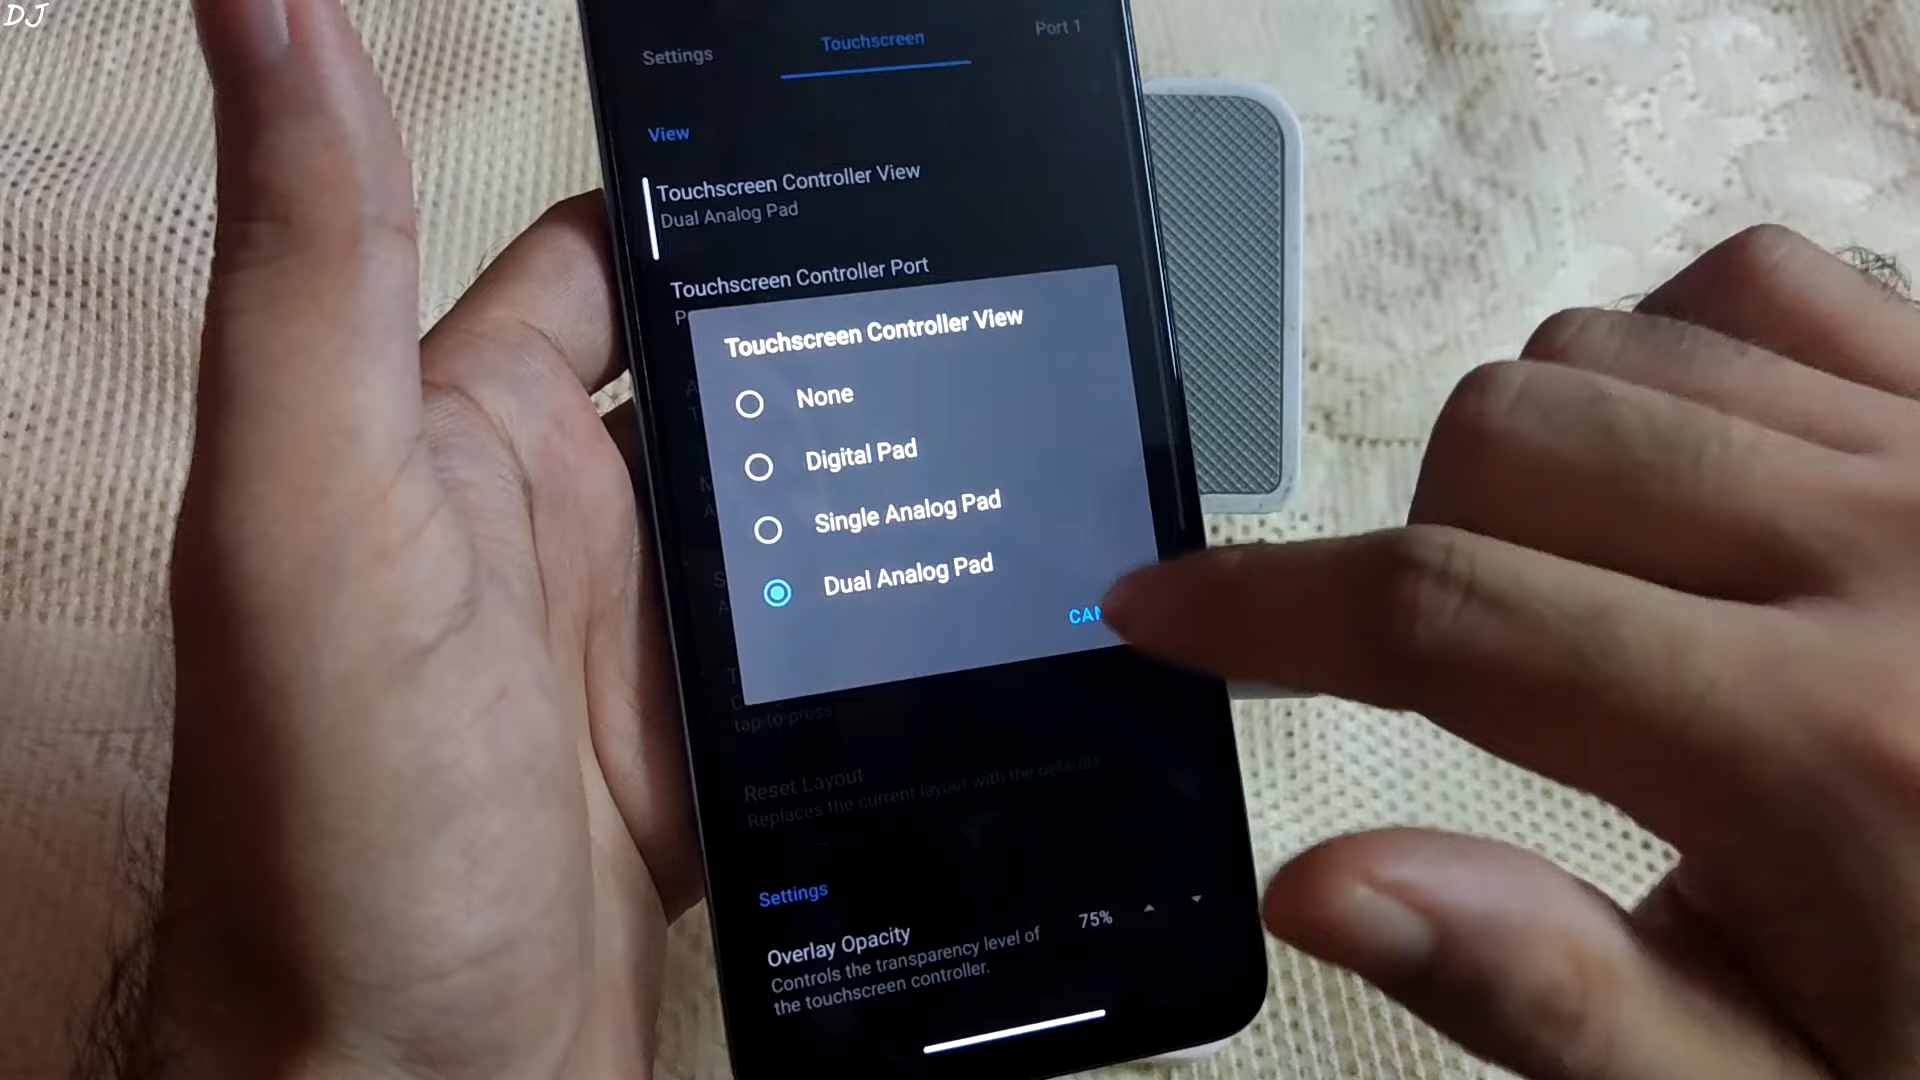 DJ
Settings
Touchscreen
Port 1
View
Touchscreen Controller View
Dual Analog Pad
Touchscreen Controller Port
Touchscreen Controller View
None
Digital Pad
Single Analog Pad
Dual Analog Pad
tap-to-press
Reset Layout
Replaces the current layout with the defaults
Settings
Overlay Opacity
75%
Controls the transparency level of
the touchscreen controller.